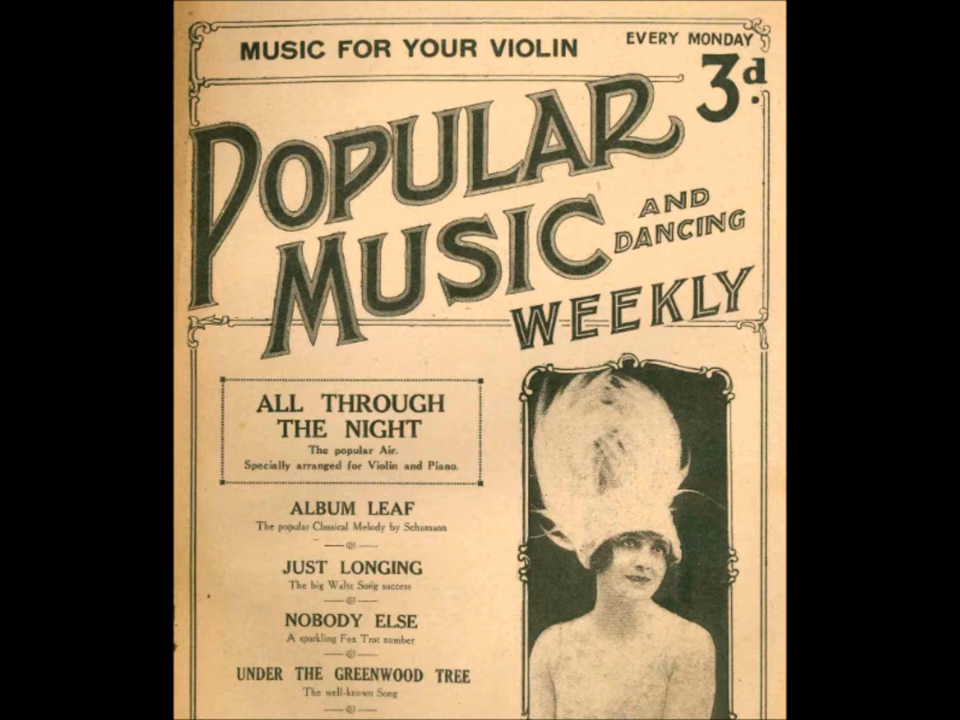 MUSIC FOR YOUR VIOLIN
EVERY MONDAY
3d.
POPULAR
MUSIC
AND
DANCING
WEEKLY
ALL THROUGH
THE NIGHT
The popular Air.
Specially arranged for Violin and Piano.
ALBUM LEAF
The popular Classical Melody by Schumann
JUST LONGING
The big Waltz Song success
NOBODY ELSE
A sparkling Fox Trot number
UNDER THE GREENWOOD TREE
The well-known Song